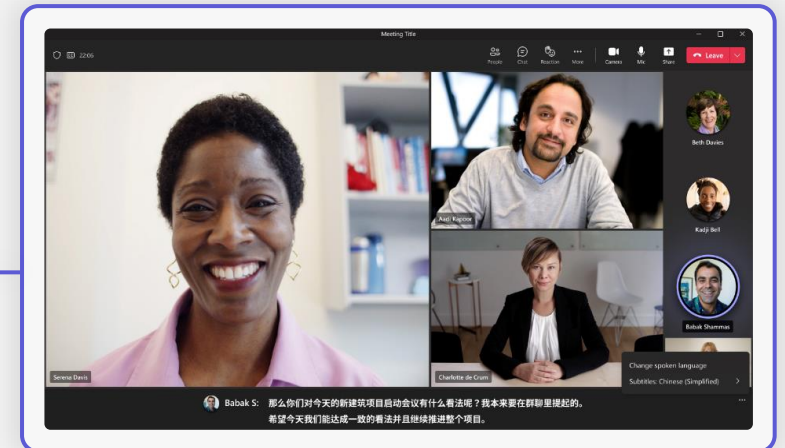 Meeting Title
22:05
People
Chat
Reaction
More
Camera
Mic
Share
Leave
Beth Davies
Aadi Kapoor
Kadji Bell
Babak Shammas
Serena Davis
Charlotte de Crum
Change spoken language
Subtitles: Chinese (Simplified)
Babak S: 那么你们对今天的新建筑项目启动会议有什么看法呢？我本来要在群聊里提起的。
希望今天我们能达成一致的看法并且继续推进整个项目。